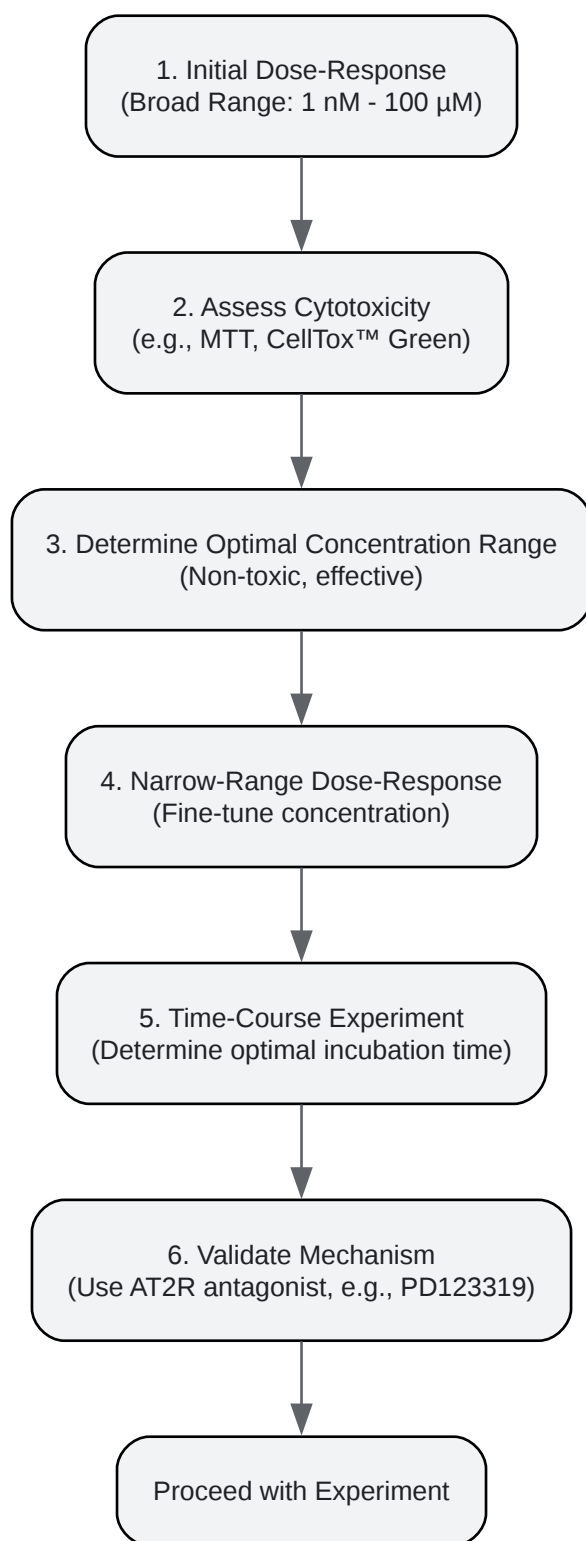 1. Initial Dose-Response
(Broad Range: 1 nM - 100 µM)
2. Assess Cytotoxicity
(e.g., MTT, CellTox™ Green)
3. Determine Optimal Concentration Range
(Non-toxic, effective)
4. Narrow-Range Dose-Response
(Fine-tune concentration)
5. Time-Course Experiment
(Determine optimal incubation time)
6. Validate Mechanism
(Use AT2R antagonist, e.g., PD123319)
Proceed with Experiment